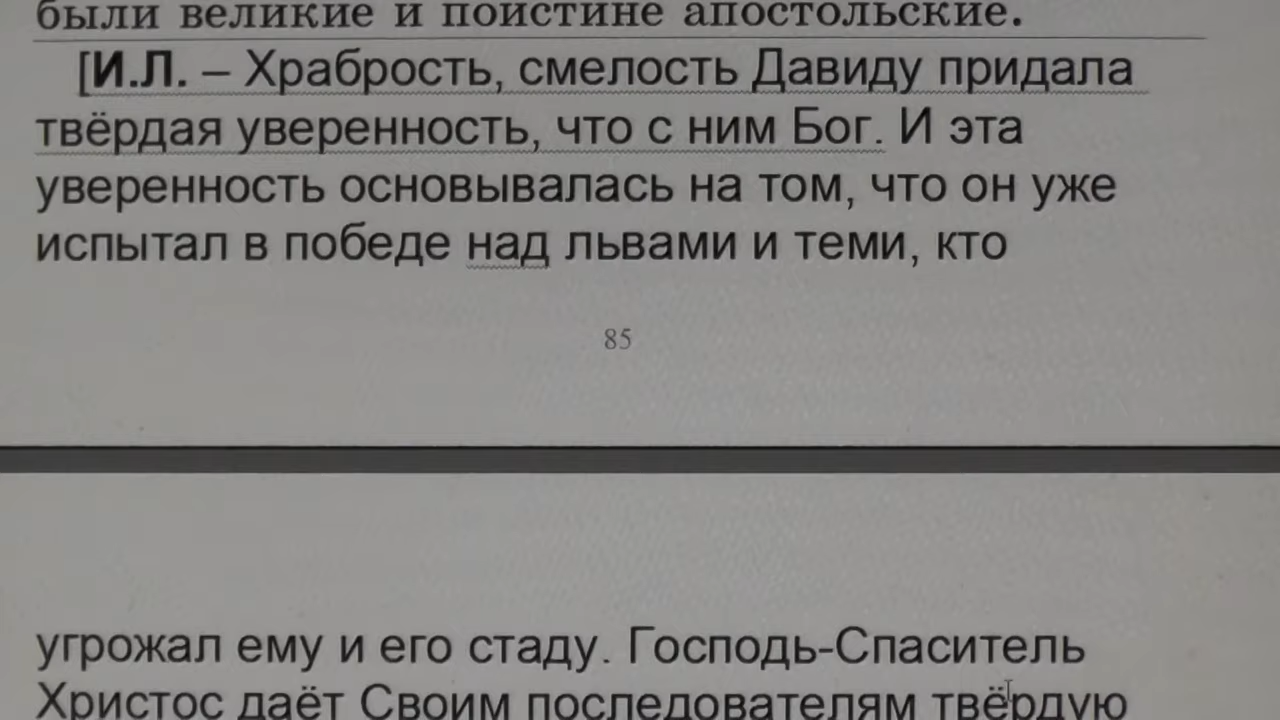 были великие и поистине апостольские.
[И.Л. – Храбрость, смелость Давиду придала
твёрдая уверенность, что с ним Бог. И эта
уверенность основывалась на том, что он уже
испытал в победе над львами и теми, кто
85
угрожал ему и его стаду. Господь-Спаситель
Христос даёт Своим последователям твёрдую